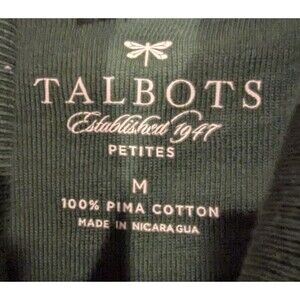 TALBOTS
Established 1947
PETITES
M
100% PIMA COTTON
MADE IN NICARAGUA